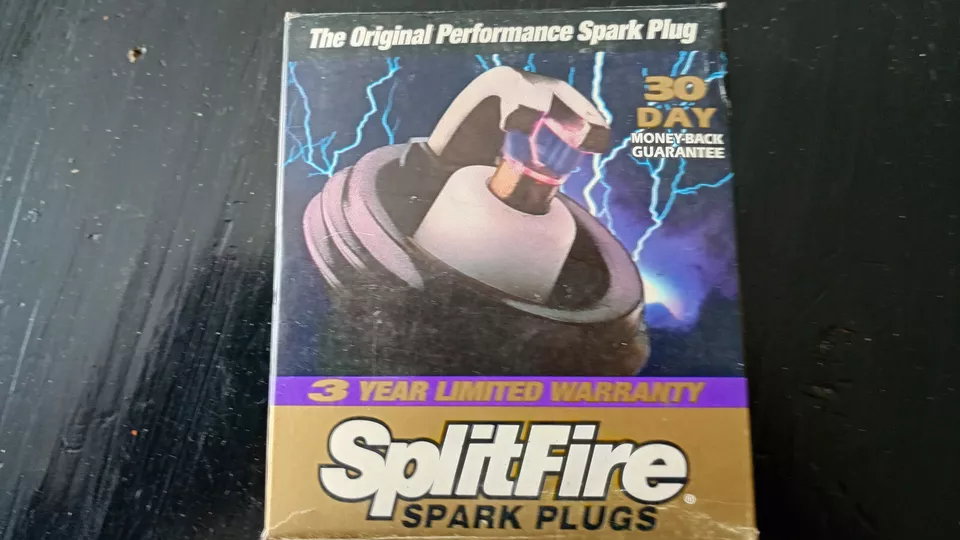 The Original Performance Spark Plug
30
DAY
MONEY-BACK
GUARANTEE
3 YEAR LIMITED WARRANTY
SplitFire®
SPARK PLUGS